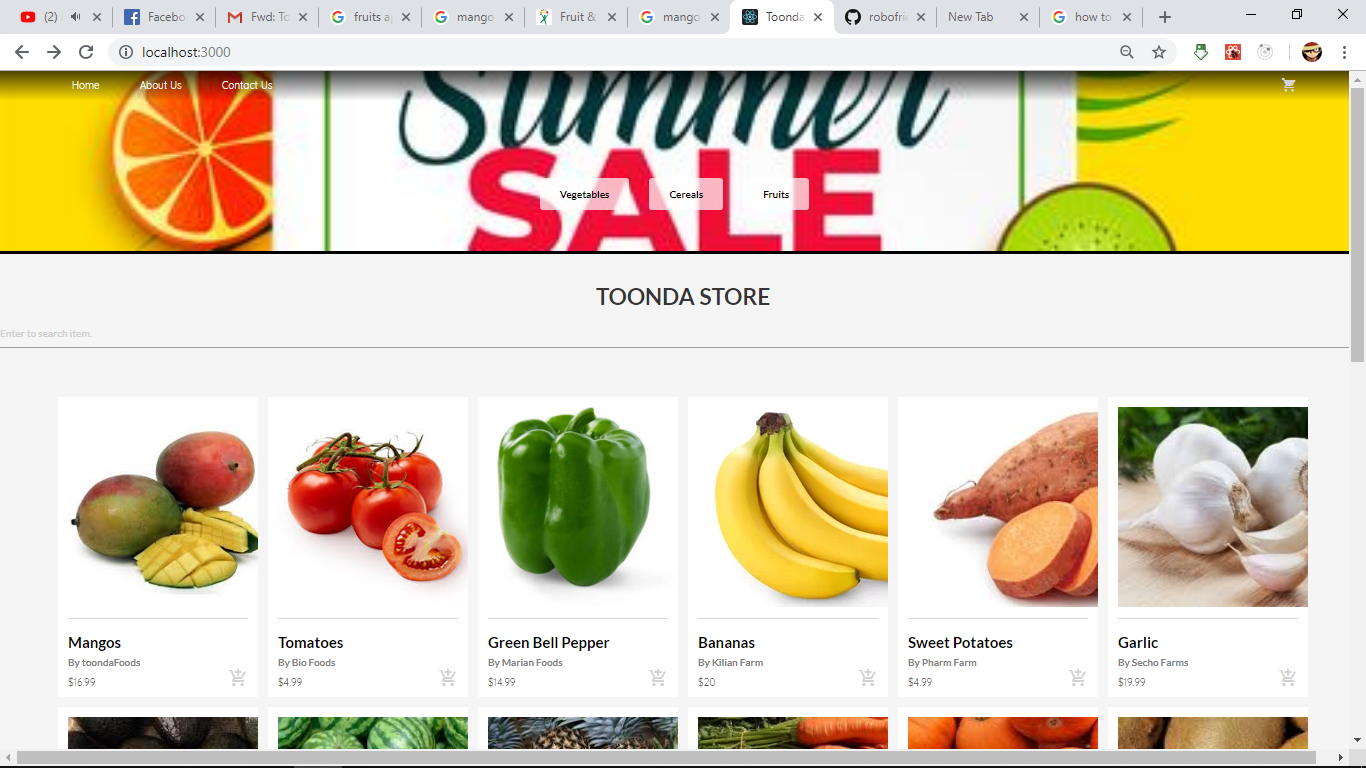 (2)
Facebo
Fwd: To
fruits a
mango
Fruit &
mango
Toonda
robofri
New Tab
how to
localhost:3000
Home About Us Contact Us
Summer
SALE
Vegetables Cereals Fruits
TOONDA STORE
Enter to search item.
Mangos
By toondaFoods
$16.99
Tomatoes
By Bio Foods
$4.99
Green Bell Pepper
By Marian Foods
$14.99
Bananas
By Kilian Farm
$20
Sweet Potatoes
By Pharm Farm
$4.99
Garlic
By Secho Farms
$19.99